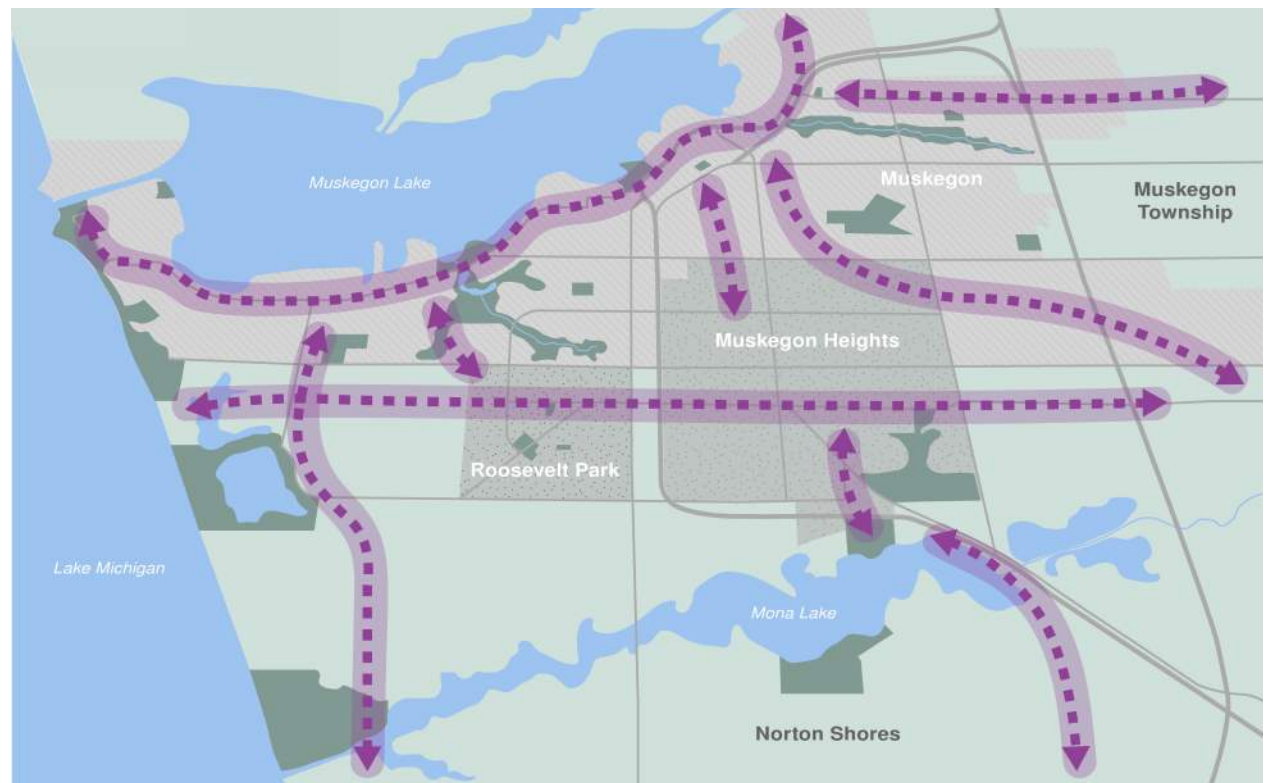 Muskegon Lake
Muskegon
Muskegon
Township
Muskegon Heights
Roosevelt Park
Lake Michigan
Mona Lake
Norton Shores